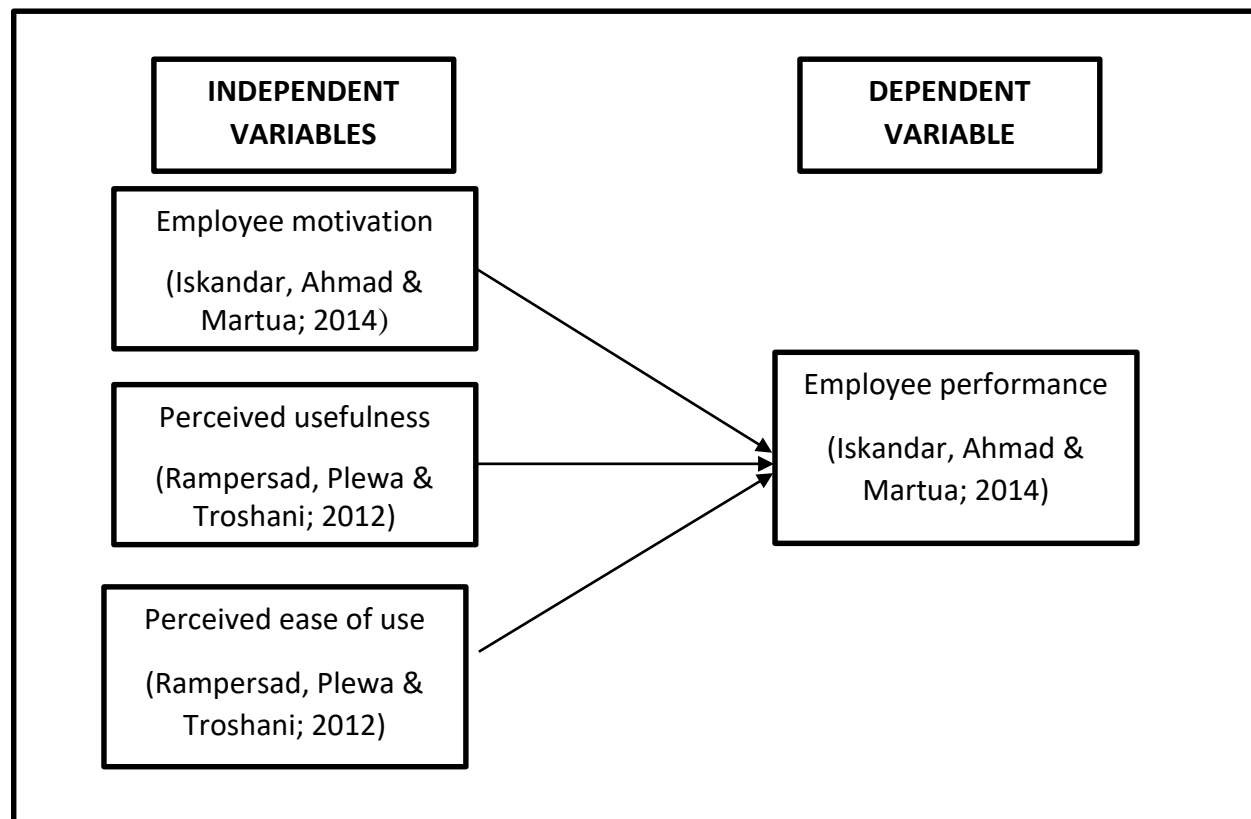 INDEPENDENT
VARIABLES
DEPENDENT
VARIABLE
Employee motivation
(Iskandar, Ahmad &
Martua; 2014)
Perceived usefulness
(Rampersad, Plewa &
Troshani; 2012)
Perceived ease of use
(Rampersad, Plewa &
Troshani; 2012)
Employee performance
(Iskandar, Ahmad &
Martua; 2014)